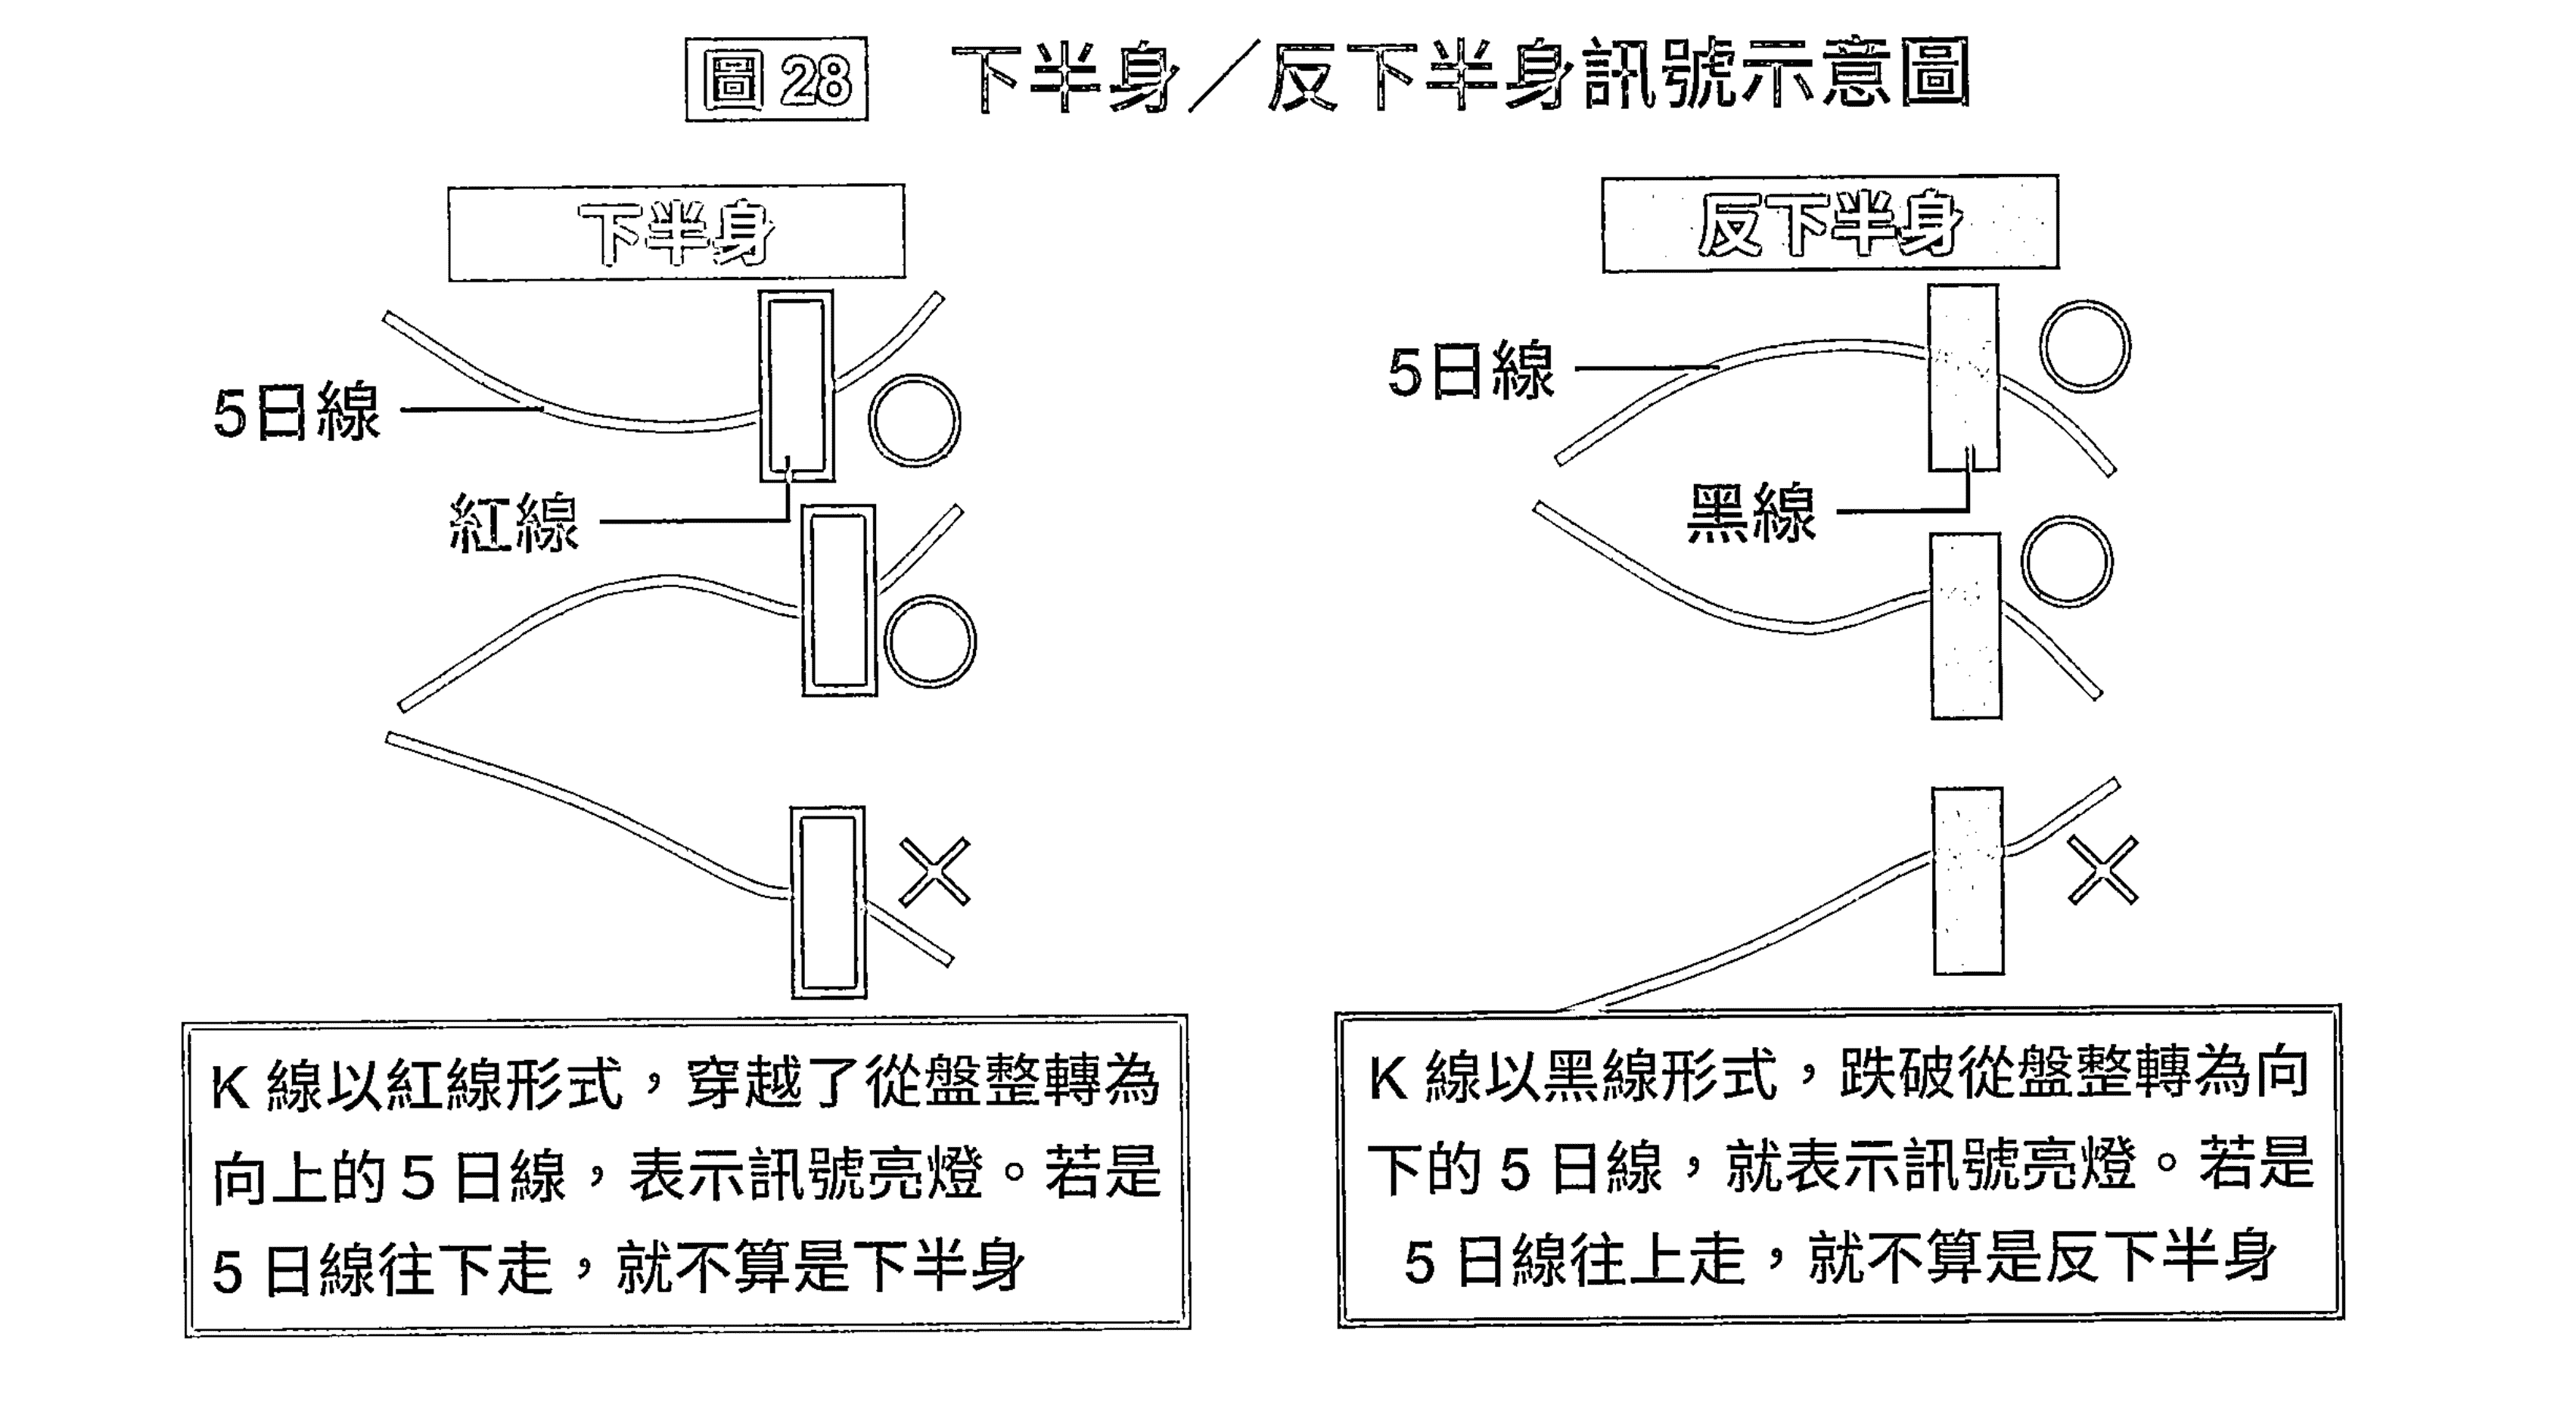 圖 28 下半身／反下半身訊號示意圖
下半身
5日線
紅線
K 線以紅線形式，穿越了從盤整轉為
向上的 5 日線，表示訊號亮燈。若是
5 日線往下走，就不算是下半身
反下半身
5日線
黑線
K 線以黑線形式，跌破從盤整轉為向
下的 5 日線，就表示訊號亮燈。若是
5 日線往上走，就不算是反下半身